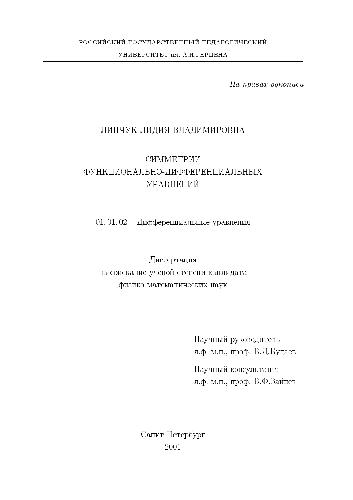 РОССИЙСКИЙ ГОСУДАРСТВЕННЫЙ ПЕДАГОГИЧЕСКИЙ
УНИВЕРСИТЕТ им. А.И.ГЕРЦЕНА
На правах рукописи
ЛИНЧУК ЛИДИЯ ВЛАДИМИРОВНА
СИММЕТРИИ
ФУНКЦИОНАЛЬНО-ДИФФЕРЕНЦИАЛЬНЫХ
УРАВНЕНИЙ
01.01.02 Дифференциальные уравнения
Диссертация
на соискание ученой степени кандидата
физико-математических наук
Научный руководитель
д.ф.-м.н., проф.
Научный консультант
д.ф.-м.н., проф. В.Ф.Зайцев
Санкт-Петербург